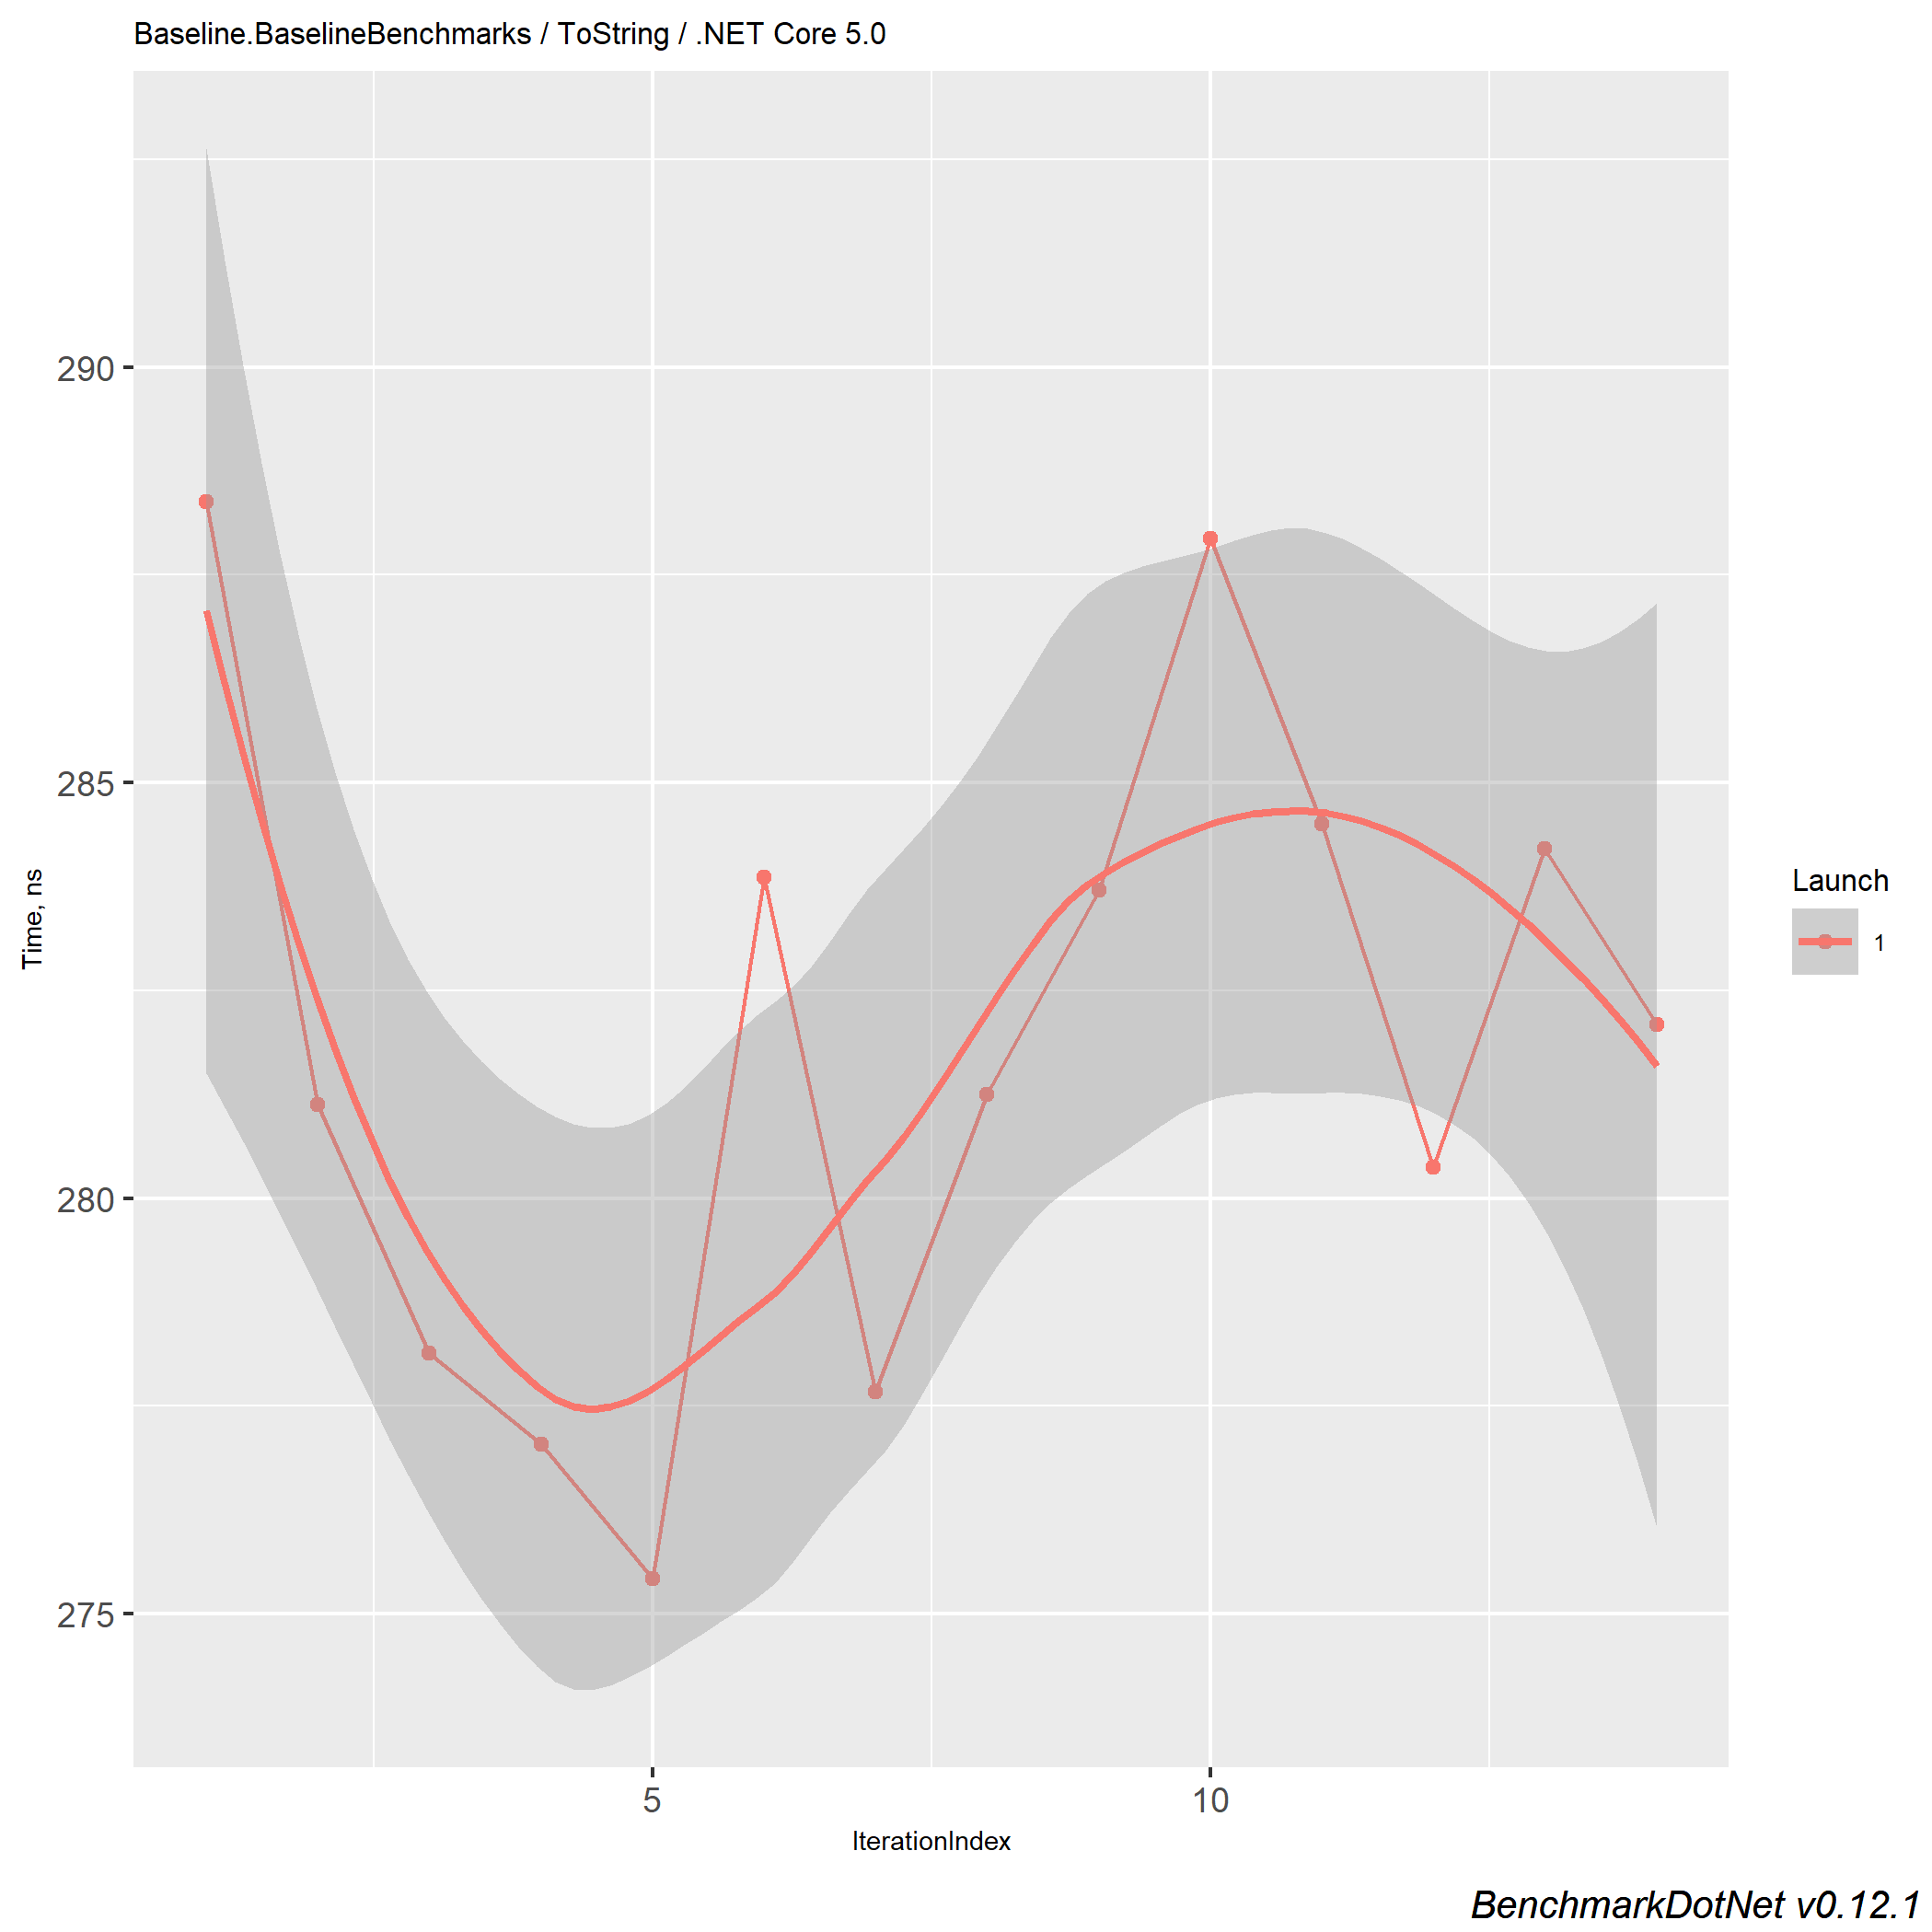 Baseline.BaselineBenchmarks / ToString / .NET Core 5.0
290
285
280
275
Time, ns
5
10
IterationIndex
Launch
1
BenchmarkDotNet v0.12.1